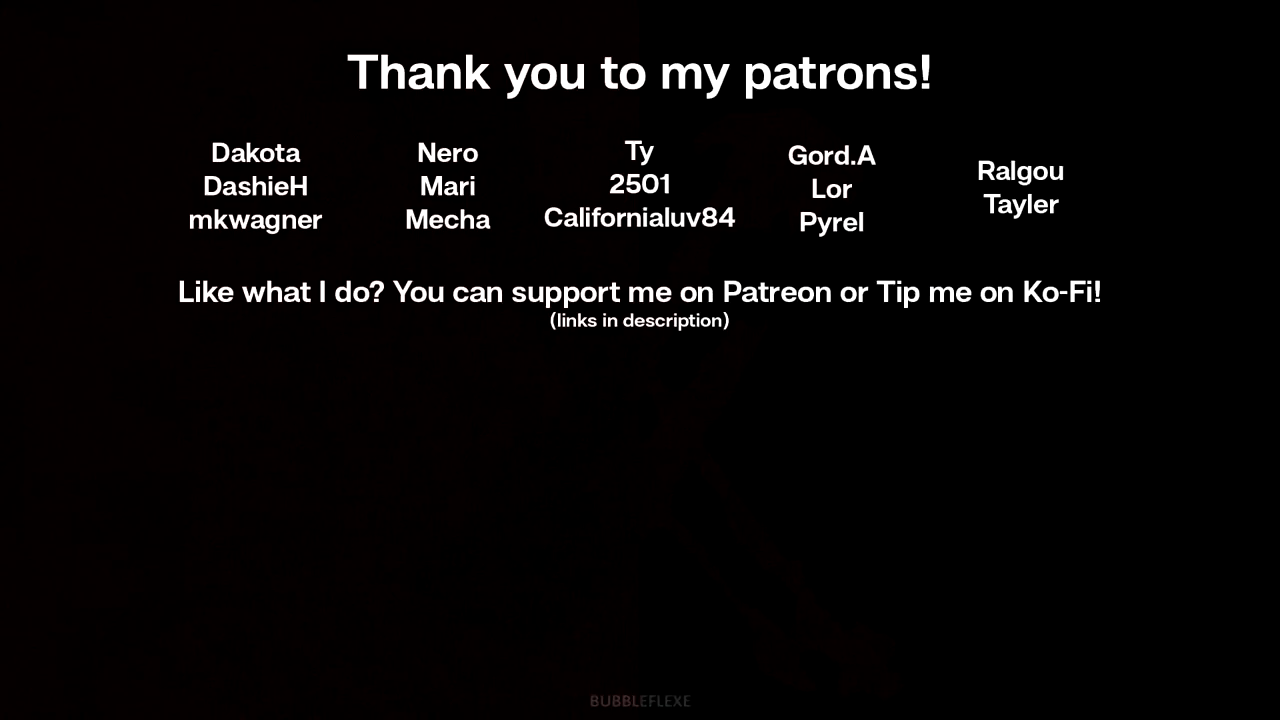 Thank you to my patrons!
Dakota
DashieH
mkwagner
Nero
Mari
Mecha
Ty
2501
Californialuv84
Gord.A
Lor
Pyrel
Ralgou
Tayler
Like what I do? You can support me on Patreon or Tip me on Ko-Fi!
(links in description)
BUBBLEFLEXE